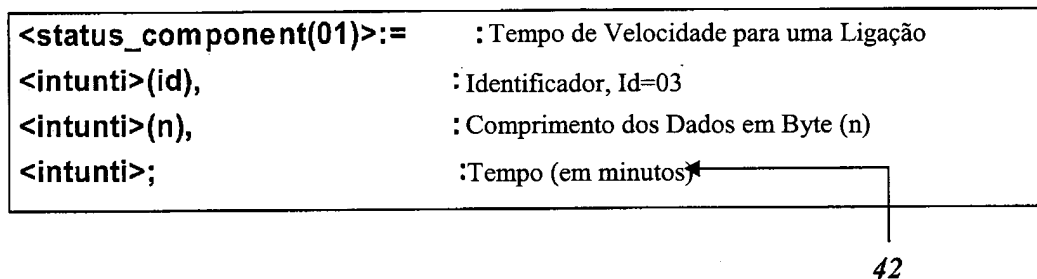 <status_component(01)>:= :Tempo de Velocidade para uma Ligação
<intunti>(id), :Identificador, Id=03
<intunti>(n), :Comprimento dos Dados em Byte (n)
<intunti>; :Tempo (em minutos)
42